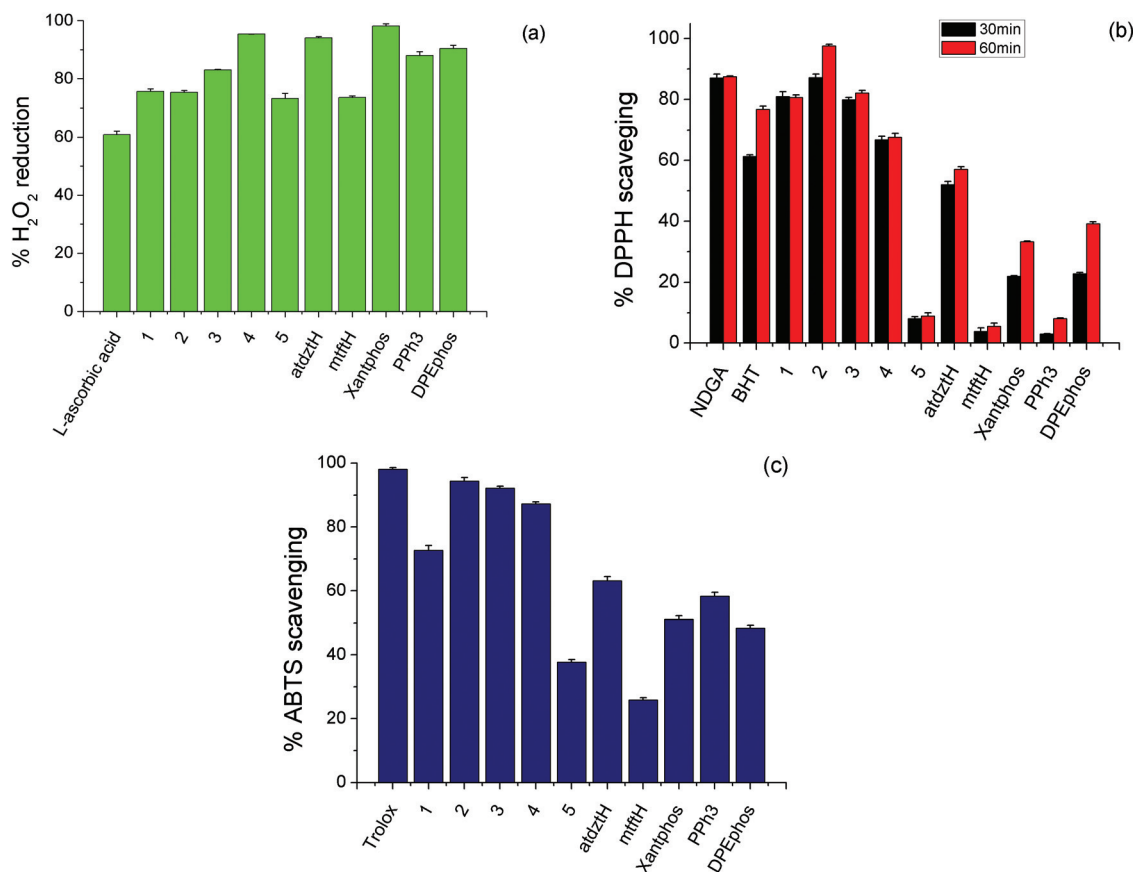 (a)
% H2O2 reduction
100
80
60
40
20
0
L-ascorbic acid
1
2
3
4
5
atdztH
mtftH
Xantphos
PPh3
DPEphos
(b)
30min
60min
% DPPH scaveging
100
80
60
40
20
0
NDGA
BHT
1
2
3
4
5
atdztH
mtftH
Xantphos
PPh3
DPEphos
(c)
% ABTS scavenging
100
80
60
40
20
0
Trolox
1
2
3
4
5
atdztH
mtftH
Xantphos
PPh3
DPEphos